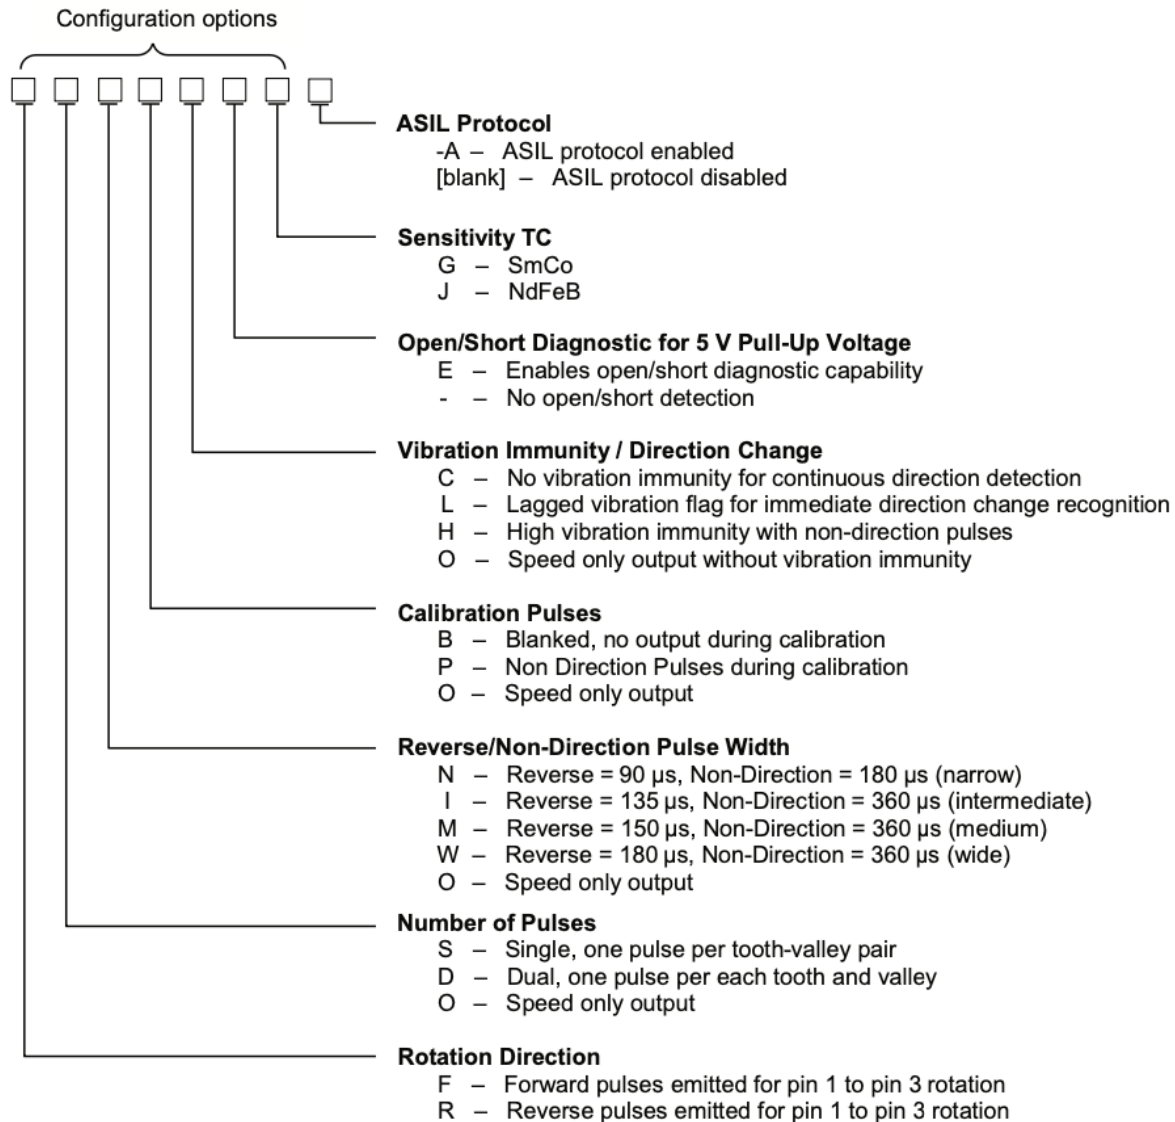 Configuration options
ASIL Protocol
-A – ASIL protocol enabled
[blank] – ASIL protocol disabled
Sensitivity TC
G – SmCo
J – NdFeB
Open/Short Diagnostic for 5 V Pull-Up Voltage
E – Enables open/short diagnostic capability
- – No open/short detection
Vibration Immunity / Direction Change
C – No vibration immunity for continuous direction detection
L – Lagged vibration flag for immediate direction change recognition
H – High vibration immunity with non-direction pulses
O – Speed only output without vibration immunity
Calibration Pulses
B – Blanked, no output during calibration
P – Non Direction Pulses during calibration
O – Speed only output
Reverse/Non-Direction Pulse Width
N – Reverse = 90 µs, Non-Direction = 180 µs (narrow)
I – Reverse = 135 µs, Non-Direction = 360 µs (intermediate)
M – Reverse = 150 µs, Non-Direction = 360 µs (medium)
W – Reverse = 180 µs, Non-Direction = 360 µs (wide)
O – Speed only output
Number of Pulses
S – Single, one pulse per tooth-valley pair
D – Dual, one pulse per each tooth and valley
O – Speed only output
Rotation Direction
F – Forward pulses emitted for pin 1 to pin 3 rotation
R – Reverse pulses emitted for pin 1 to pin 3 rotation